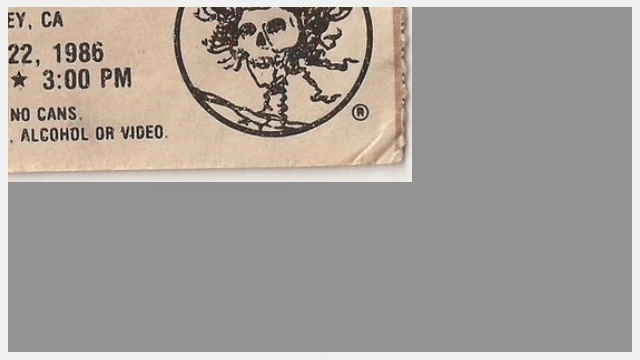 EY, CA
22, 1986
★ 3:00 PM
NO CANS,
, ALCOHOL OR VIDEO.
®